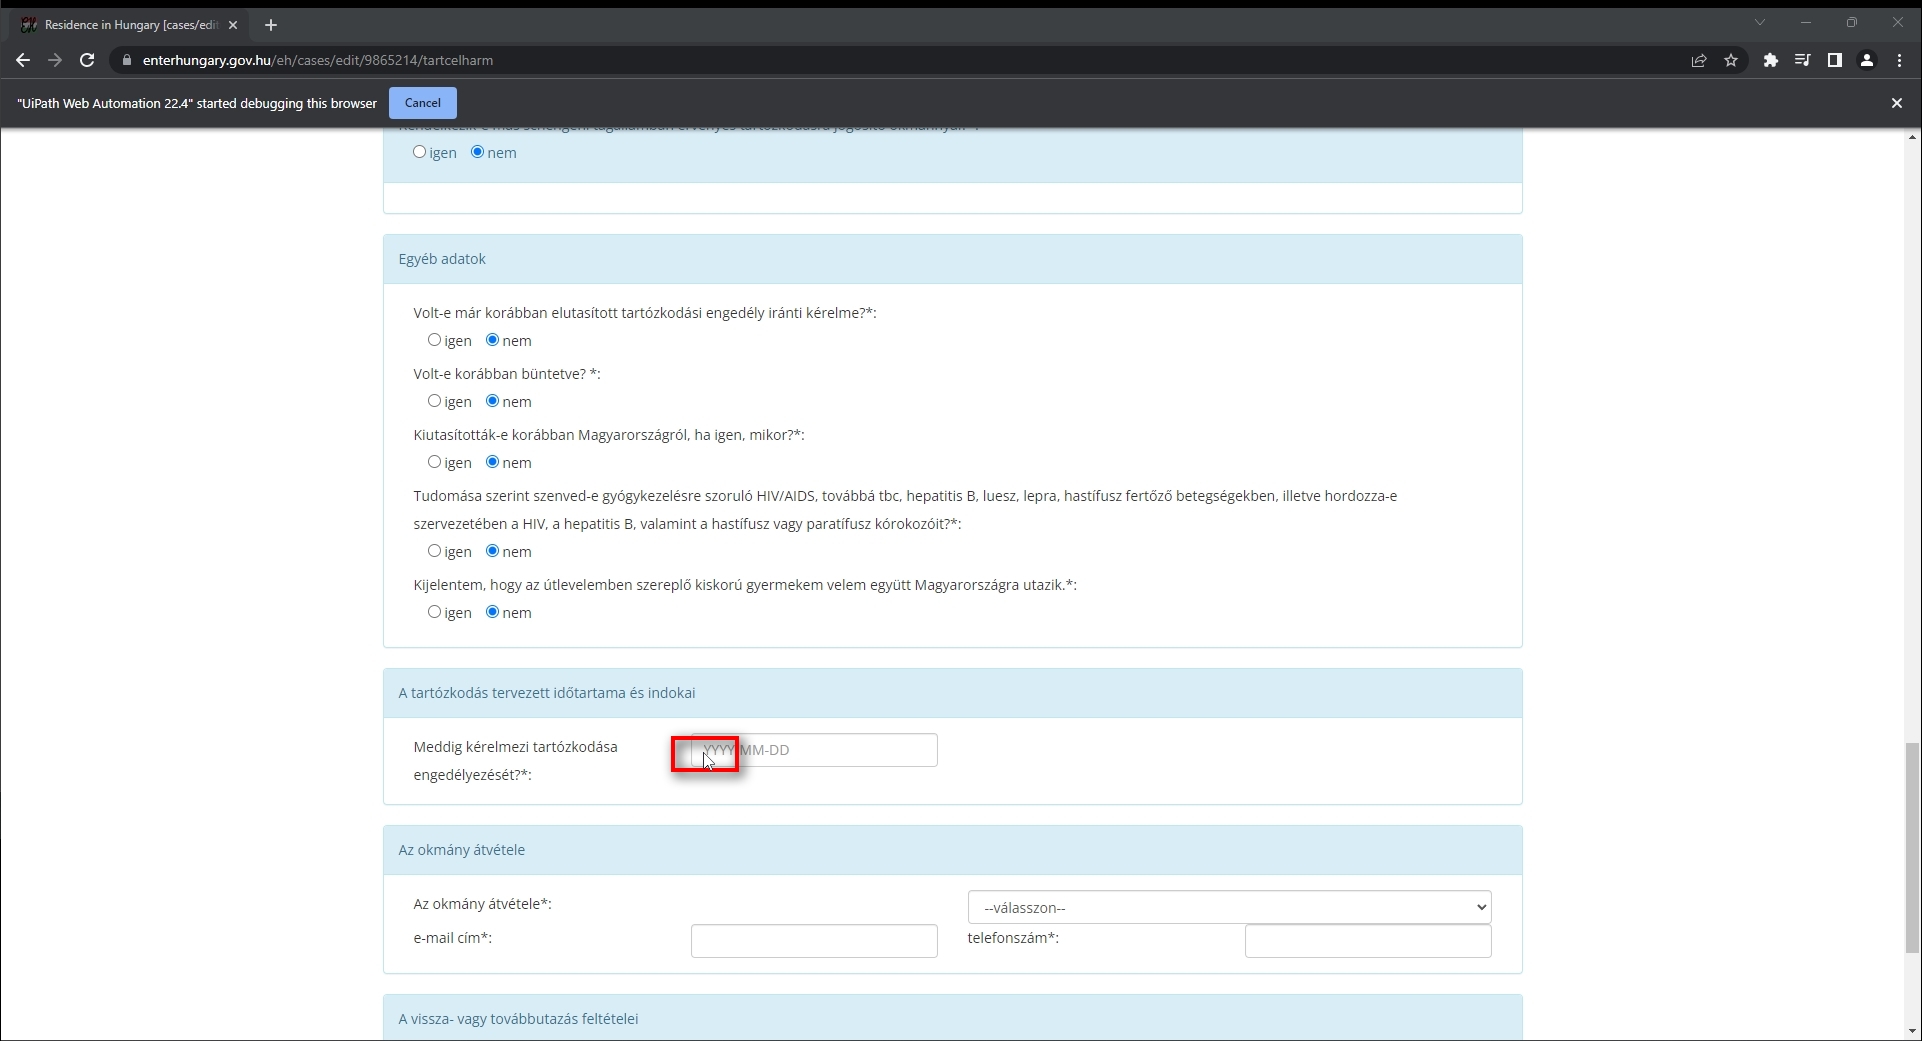 Residence in Hungary [cases/edit
enterhungary.gov.hu/eh/cases/edit/9865214/tartcelharm
"UiPath Web Automation 22.4" started debugging this browser
Cancel
igen nem
Egyéb adatok
Volt-e már korábban elutasított tartózkodási engedély iránti kérelme?*:
igen nem
Volt-e korábban büntetve? *:
igen nem
Kiutasították-e korábban Magyarországról, ha igen, mikor?*:
igen nem
Tudomása szerint szenved-e gyógykezelésre szoruló HIV/AIDS, továbbá tbc, hepatitis B, luesz, lepra, hastífusz fertőző betegségekben, illetve hordozza-e
szervezetében a HIV, a hepatitis B, valamint a hastífusz vagy paratífusz kórokozóit?*:
igen nem
Kijelentem, hogy az útlevelemben szereplő kiskorú gyermekem velem együtt Magyarországra utazik.*:
igen nem
A tartózkodás tervezett időtartama és indokai
Meddig kérelmezi tartózkodása
engedélyezését?*:
YYYY-MM-DD
Az okmány átvétele
Az okmány átvétele*:
--válasszon--
e-mail cím*:
telefonszám*:
A vissza- vagy továbbutazás feltételei